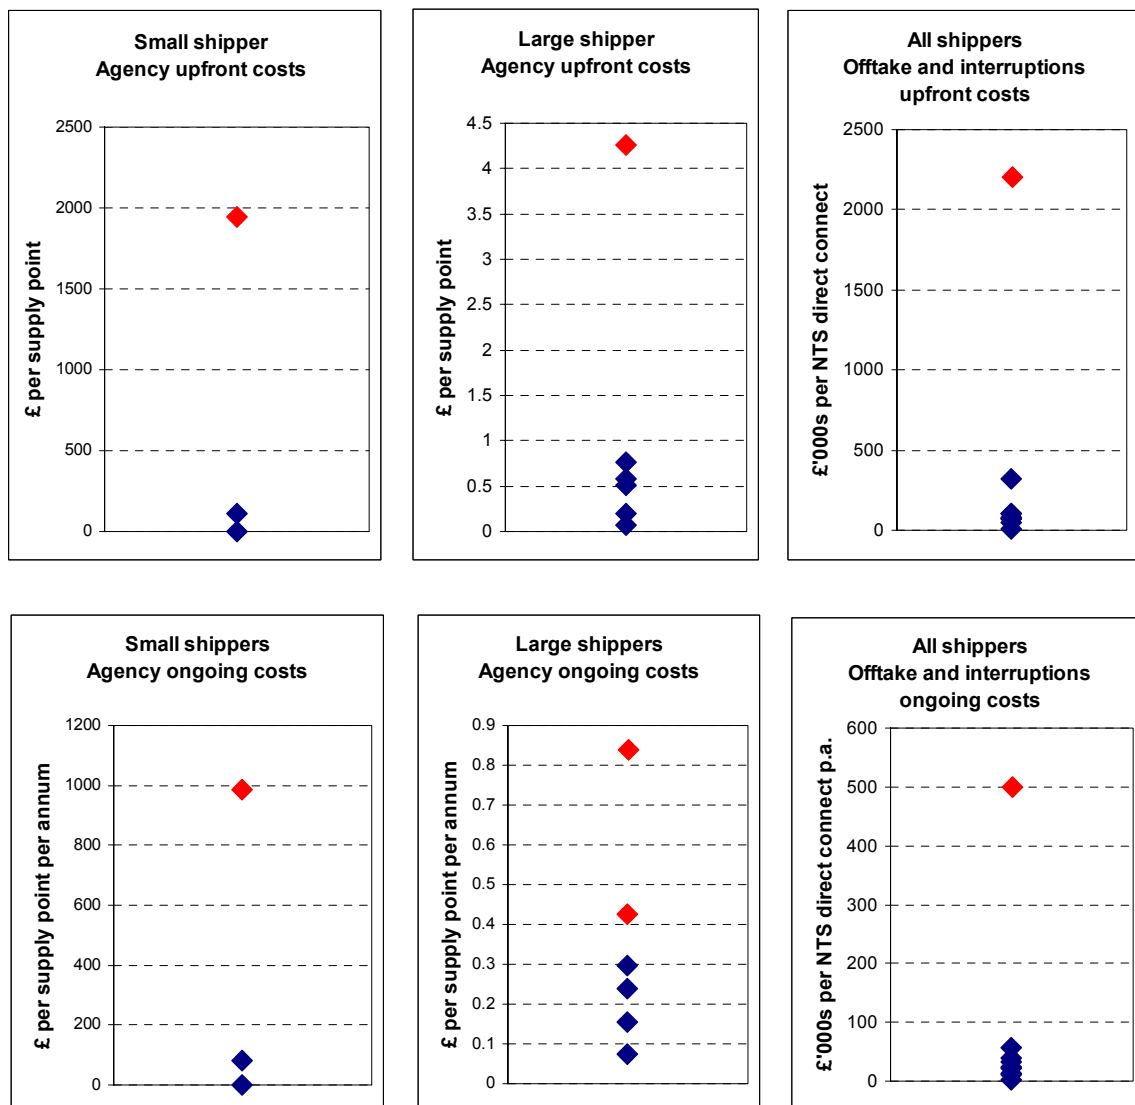 Small shipper
Agency upfront costs
£ per supply point
2500
2000
1500
1000
500
0
Large shipper
Agency upfront costs
£ per supply point
4.5
4
3.5
3
2.5
2
1.5
1
0.5
0
All shippers
Offtake and interruptions
upfront costs
£'000s per NTS direct connect
2500
2000
1500
1000
500
0
Small shippers
Agency ongoing costs
£ per supply point per annum
1200
1000
800
600
400
200
0
Large shippers
Agency ongoing costs
£ per supply point per annum
0.9
0.8
0.7
0.6
0.5
0.4
0.3
0.2
0.1
0
All shippers
Offtake and interruptions
ongoing costs
£'000s per NTS direct connect p.a.
600
500
400
300
200
100
0